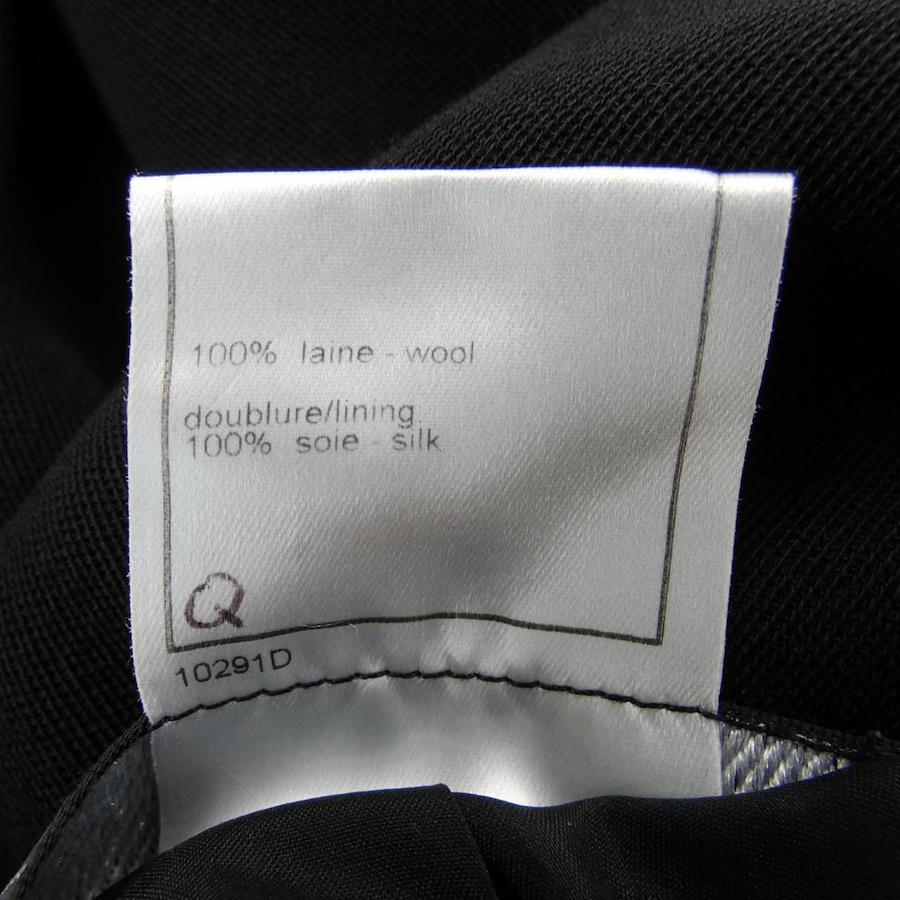 100% laine - wool
doublure/lining
100% soie - silk
Q
10291D